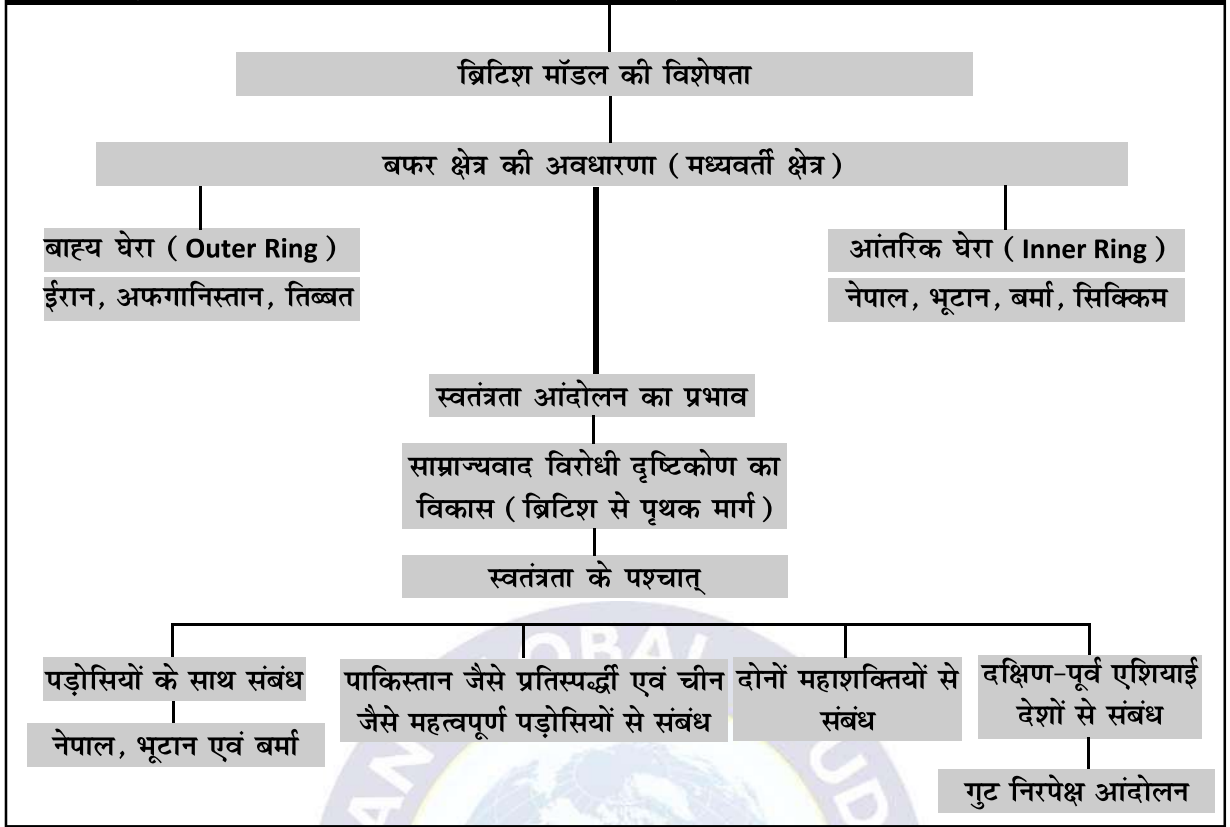 ब्रिटिश मॉडल की विशेषता
बफर क्षेत्र की अवधारणा ( मध्यवर्ती क्षेत्र )
बाह्य घेरा ( Outer Ring )
ईरान, अफगानिस्तान, तिब्बत
आंतरिक घेरा ( Inner Ring )
नेपाल, भूटान, बर्मा, सिक्किम
स्वतंत्रता आंदोलन का प्रभाव
साम्राज्यवाद विरोधी दृष्टिकोण का
विकास ( ब्रिटिश से पृथक मार्ग )
स्वतंत्रता के पश्चात्
पड़ोसियों के साथ संबंध
नेपाल, भूटान एवं बर्मा
पाकिस्तान जैसे प्रतिस्पर्द्धी एवं चीन
जैसे महत्वपूर्ण पड़ोसियों से संबंध
दोनों महाशक्तियों से
संबंध
दक्षिण-पूर्व एशियाई
देशों से संबंध
गुट निरपेक्ष आंदोलन